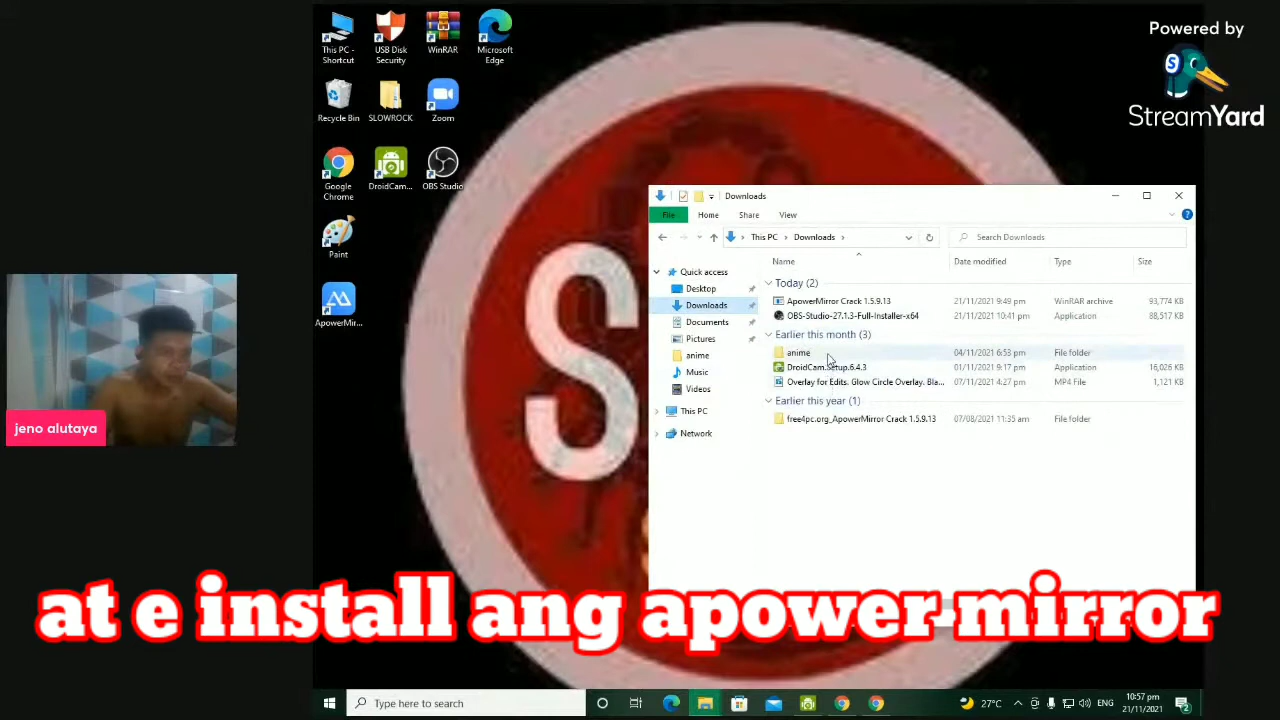 Powered by
StreamYard
This PC - Shortcut
USB Disk Security
WinRAR
Microsoft Edge
Recycle Bin
SLOWROCK
Zoom
Google Chrome
DroidCam...
OBS Studio
Paint
ApowerMir...
S
Downloads
File Home Share View
This PC > Downloads >
Search Downloads
Name Date modified Type Size
Quick access
Desktop
Downloads
Documents
Pictures
anime
Music
Videos
This PC
Network
Today (2)
ApowerMirror Crack 1.5.9.13 21/11/2021 9:49 pm WinRAR archive 93,774 KB
OBS-Studio-27.1.3-Full-Installer-x64 21/11/2021 10:41 pm Application 88,517 KB
Earlier this month (3)
anime 04/11/2021 6:53 pm File folder
DroidCam.Setup.6.4.3 01/11/2021 9:17 pm Application 16,026 KB
Overlay for Edits. Glow Circle Overlay. Bla... 07/11/2021 4:27 pm MP4 File 1,121 KB
Earlier this year (1)
free4pc.org_ApowerMirror Crack 1.5.9.13 07/08/2021 11:35 am File folder
jeno alutaya
at e install ang apower mirror
Type here to search
27°C
ENG
10:57 pm
21/11/2021
2